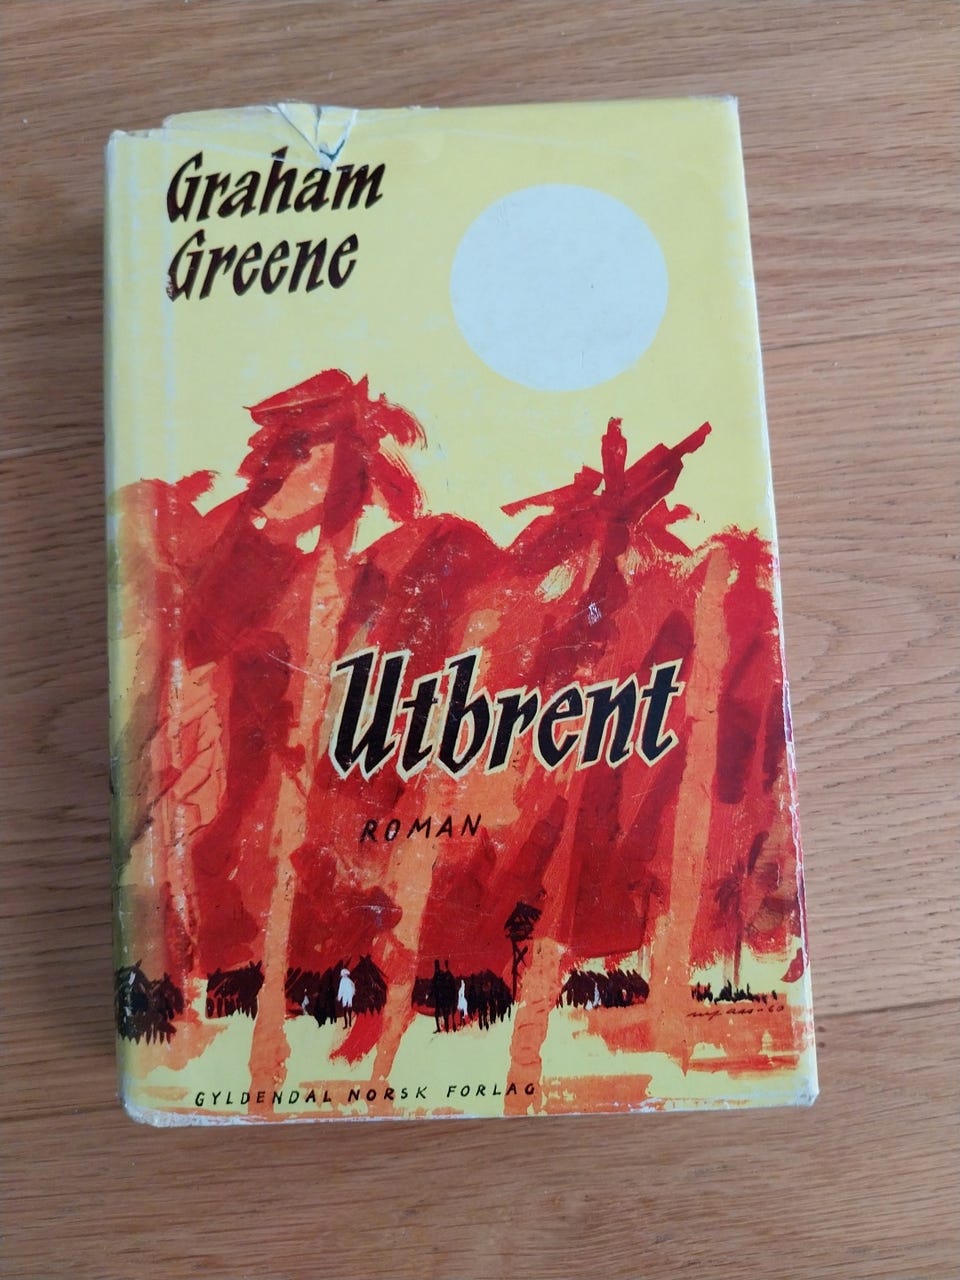 Graham
Greene
Utbrent
ROMAN
GYLDENDAL NORSK FORLAG